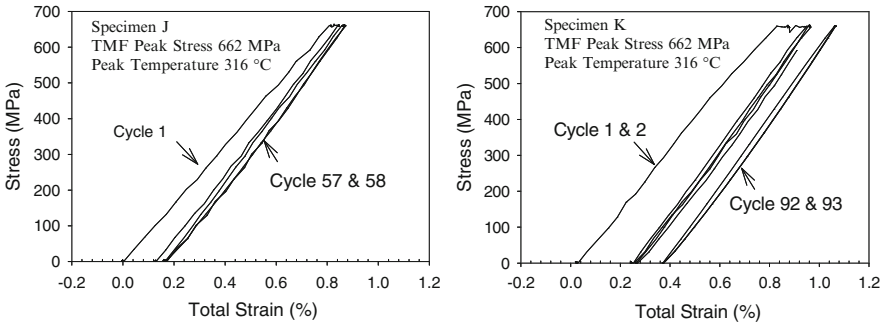 700
600
500
400
300
200
100
0
Stress (MPa)
Specimen J
TMF Peak Stress 662 MPa
Peak Temperature 316 °C
Cycle 1
Cycle 57 & 58
-0.2 0.0 0.2 0.4 0.6 0.8 1.0 1.2
Total Strain (%)
700
600
500
400
300
200
100
0
Stress (MPa)
Specimen K
TMF Peak Stress 662 MPa
Peak Temperature 316 °C
Cycle 1 & 2
Cycle 92 & 93
-0.2 0.0 0.2 0.4 0.6 0.8 1.0 1.2
Total Strain (%)